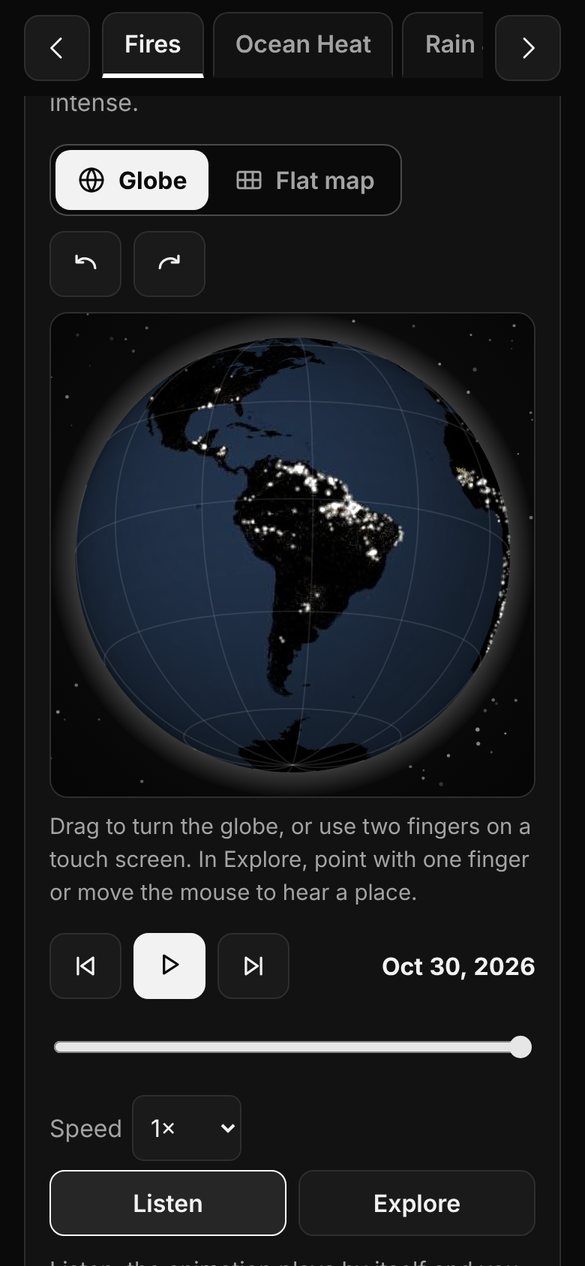 Fires
Ocean Heat
Rain
intense.
Globe
Flat map
Drag to turn the globe, or use two fingers on a
touch screen. In Explore, point with one finger
or move the mouse to hear a place.
Oct 30, 2026
Speed
1×
Listen
Explore